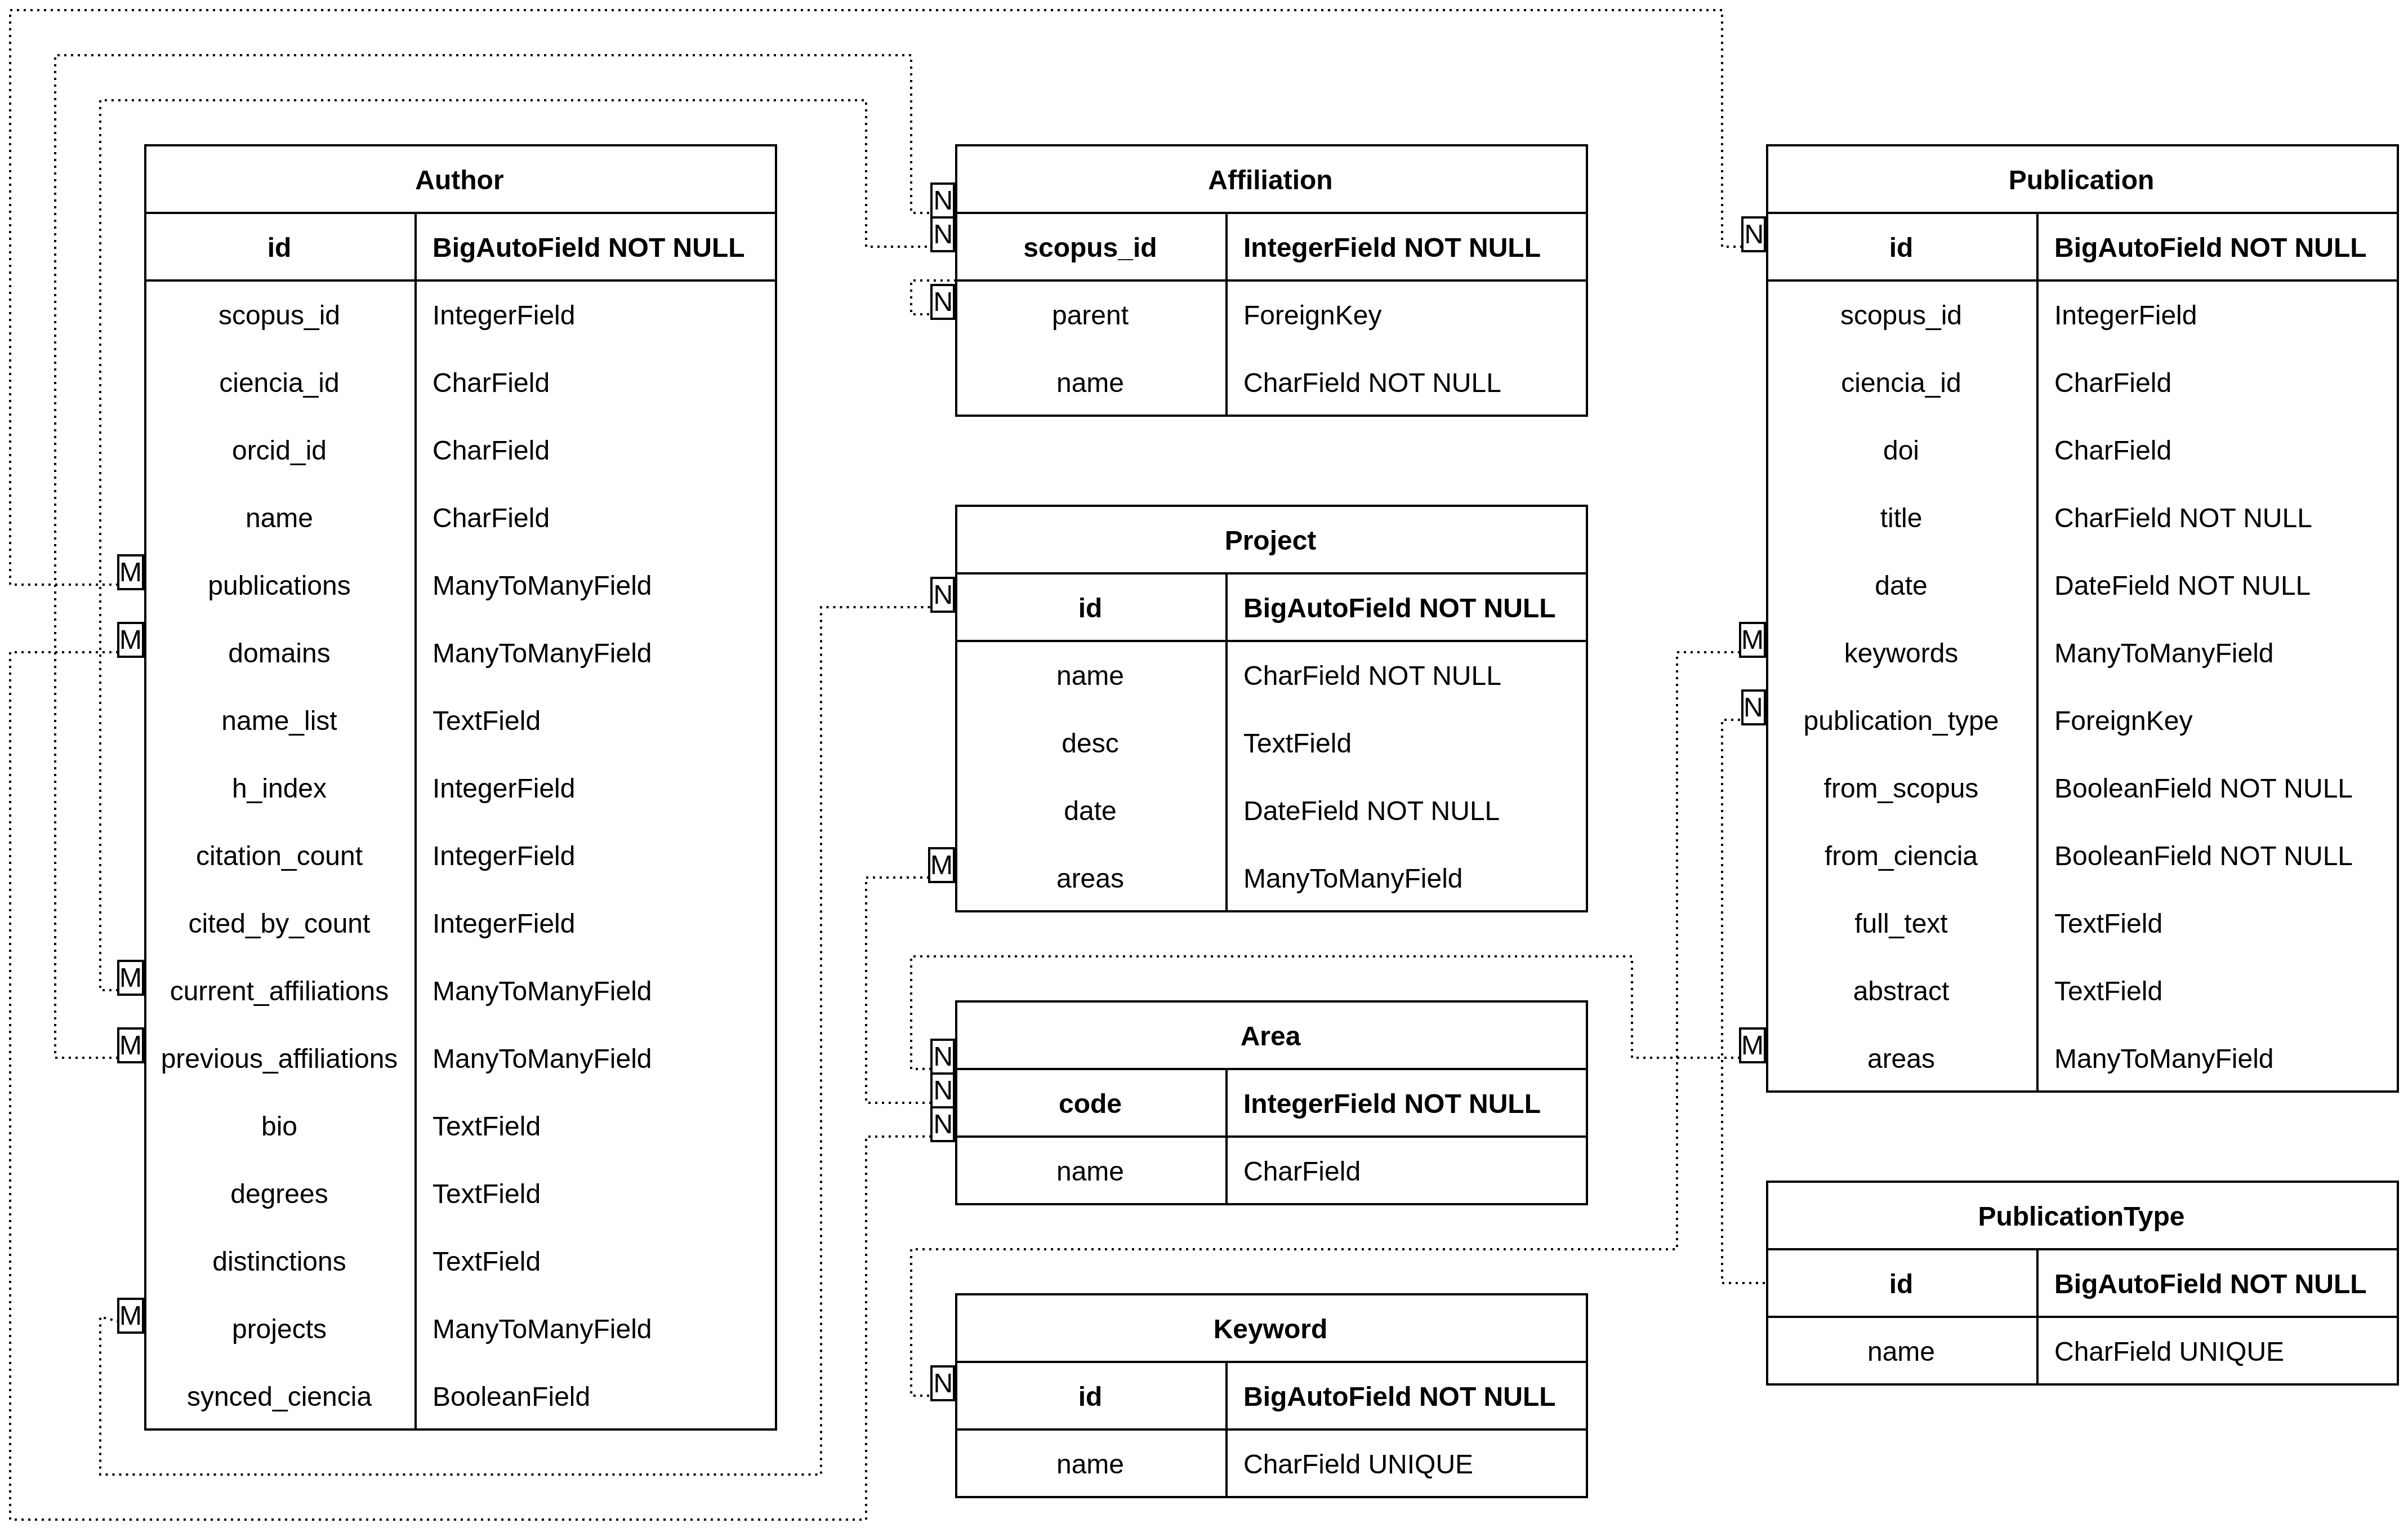 Author
id BigAutoField NOT NULL
scopus_id IntegerField
ciencia_id CharField
orcid_id CharField
name CharField
M publications ManyToManyField
M domains ManyToManyField
name_list TextField
h_index IntegerField
citation_count IntegerField
cited_by_count IntegerField
M current_affiliations ManyToManyField
M previous_affiliations ManyToManyField
bio TextField
degrees TextField
distinctions TextField
M projects ManyToManyField
synced_ciencia BooleanField
Affiliation
N
N scopus_id IntegerField NOT NULL
N parent ForeignKey
name CharField NOT NULL
Project
N id BigAutoField NOT NULL
name CharField NOT NULL
desc TextField
date DateField NOT NULL
M areas ManyToManyField
Area
N
N code IntegerField NOT NULL
N
name CharField
Keyword
N id BigAutoField NOT NULL
name CharField UNIQUE
Publication
N id BigAutoField NOT NULL
scopus_id IntegerField
ciencia_id CharField
doi CharField
title CharField NOT NULL
date DateField NOT NULL
M keywords ManyToManyField
N publication_type ForeignKey
from_scopus BooleanField NOT NULL
from_ciencia BooleanField NOT NULL
full_text TextField
abstract TextField
M areas ManyToManyField
PublicationType
id BigAutoField NOT NULL
name CharField UNIQUE